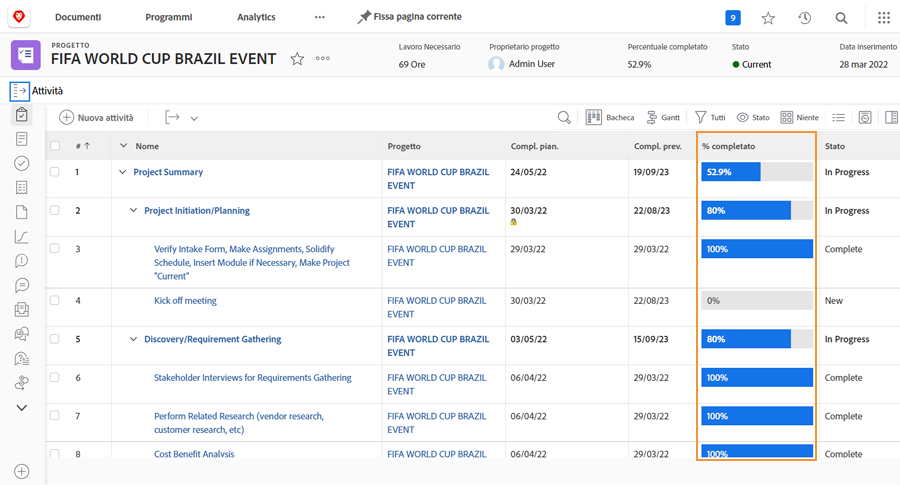 Documenti Programmi Analytics Fissa pagina corrente 9
PROGETTO
FIFA WORLD CUP BRAZIL EVENT
Lavoro Necessario Proprietario progetto Percentuale completato Stato Data inserimento
69 Ore Admin User 52.9% Current 28 mar 2022
Attività
Nuova attività Bacheca Gantt Tutti Stato Niente
# Nome Progetto Compl. pian. Compl. prev. % completato Stato
1 Project Summary FIFA WORLD CUP BRAZIL 24/05/22 19/09/23 52.9% In Progress
EVENT
2 Project Initiation/Planning FIFA WORLD CUP BRAZIL 30/03/22 22/08/23 80% In Progress
EVENT
3 Verify Intake Form, Make Assignments, Solidify FIFA WORLD CUP BRAZIL 29/03/22 29/03/22 100% Complete
Schedule, Insert Module if Necessary, Make Project EVENT
"Current"
4 Kick off meeting FIFA WORLD CUP BRAZIL 30/03/22 22/08/23 0% New
EVENT
5 Discovery/Requirement Gathering FIFA WORLD CUP BRAZIL 03/05/22 15/09/23 80% In Progress
EVENT
6 Stakeholder Interviews for Requirements Gathering FIFA WORLD CUP BRAZIL 06/04/22 29/03/22 100% Complete
EVENT
7 Perform Related Research (vendor research, FIFA WORLD CUP BRAZIL 06/04/22 29/03/22 100% Complete
customer research, etc) EVENT
8 Cost Benefit Analysis FIFA WORLD CUP BRAZIL 06/04/22 29/03/22 100% Complete